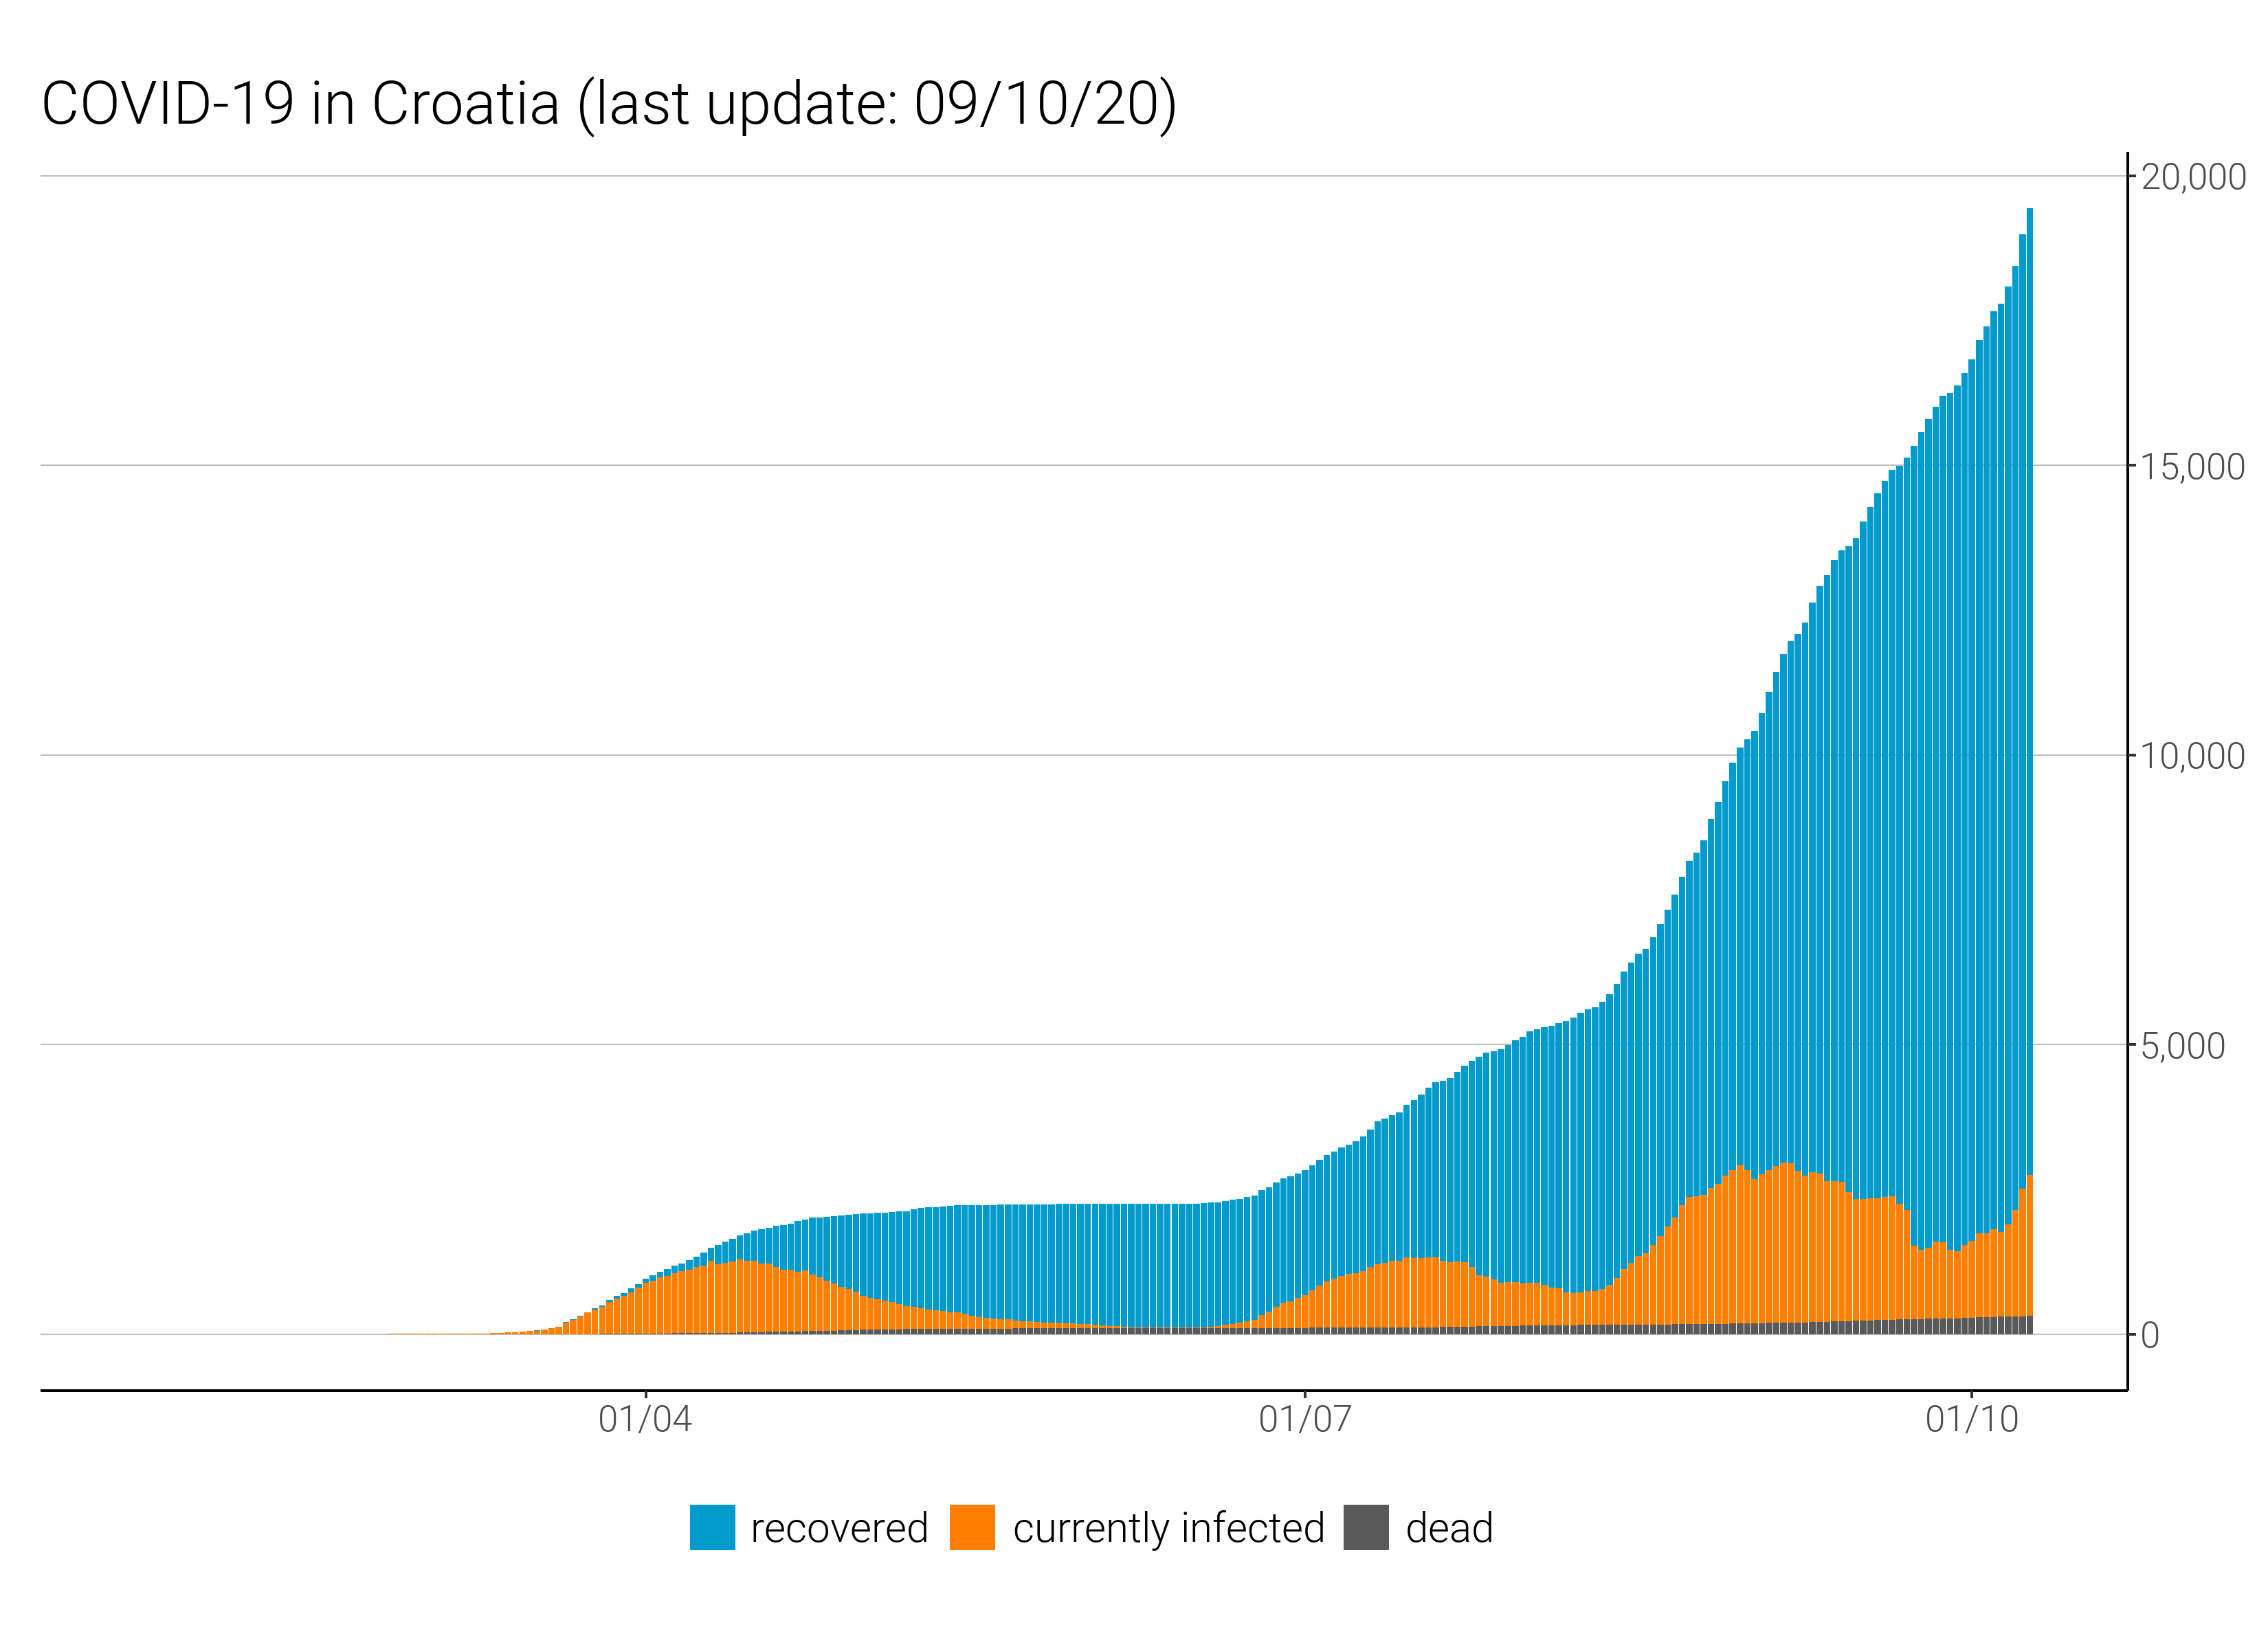 COVID-19 in Croatia (last update: 09/10/20)
20,000
15,000
10,000
5,000
0
01/04 01/07 01/10
recovered currently infected dead